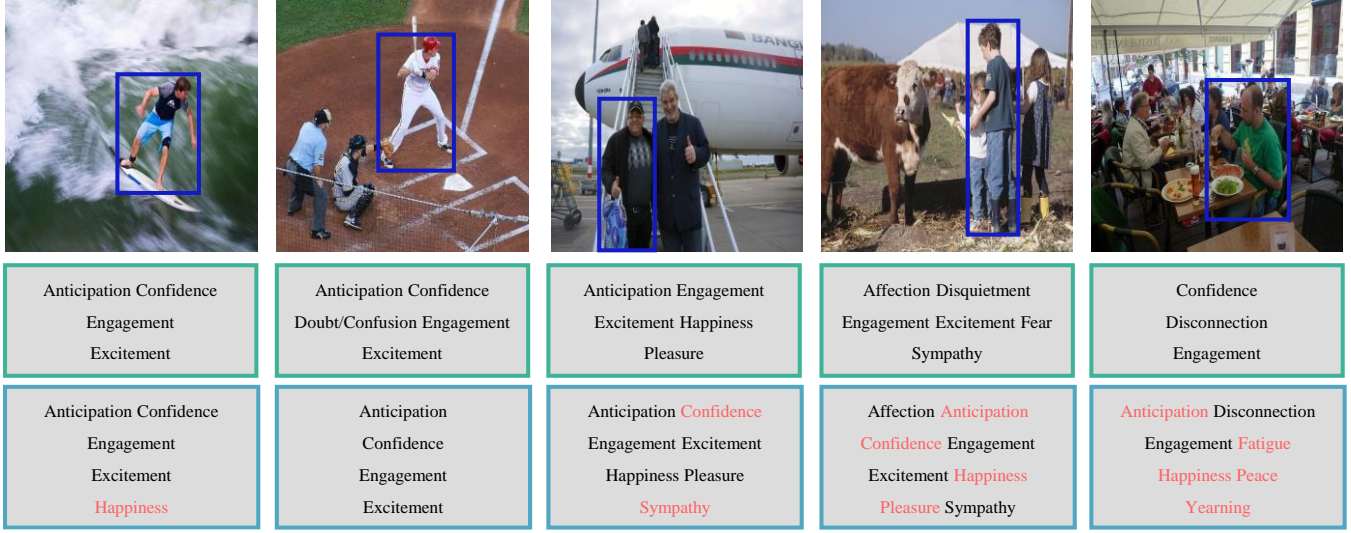 BANG
Anticipation Confidence
Engagement
Excitement
Anticipation Confidence
Doubt/Confusion Engagement
Excitement
Anticipation Engagement
Excitement Happiness
Pleasure
Affection Disquietment
Engagement Excitement Fear
Sympathy
Confidence
Disconnection
Engagement
Anticipation Confidence
Engagement
Excitement
Happiness
Anticipation
Confidence
Engagement
Excitement
Anticipation Confidence
Engagement Excitement
Happiness Pleasure
Sympathy
Affection Anticipation
Confidence Engagement
Excitement Happiness
Pleasure Sympathy
Anticipation Disconnection
Engagement Fatigue
Happiness Peace
Yearning